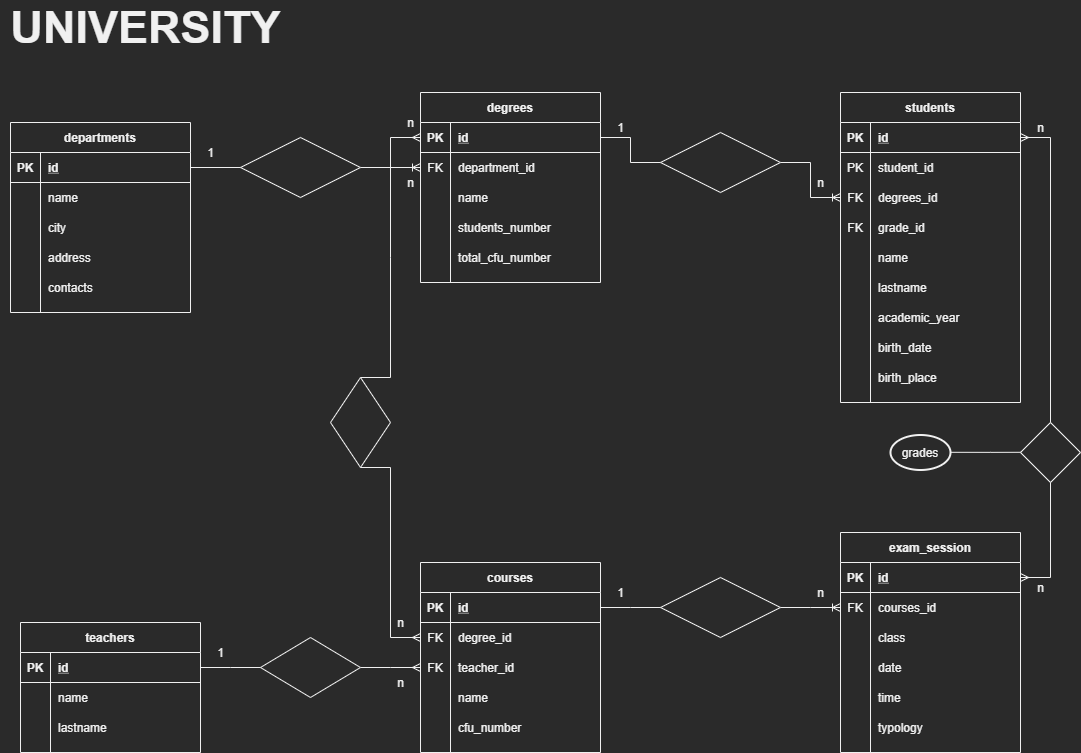 UNIVERSITY
departments
PK id
name
city
address
contacts
1
n
n
degrees
PK id
FK department_id
name
students_number
total_cfu_number
1
n
students
PK id
PK student_id
FK degrees_id
FK grade_id
name
lastname
academic_year
birth_date
birth_place
n
grades
n
teachers
PK id
name
lastname
1
n
n
courses
PK id
FK degree_id
FK teacher_id
name
cfu_number
1
n
exam_session
PK id
FK courses_id
class
date
time
typology